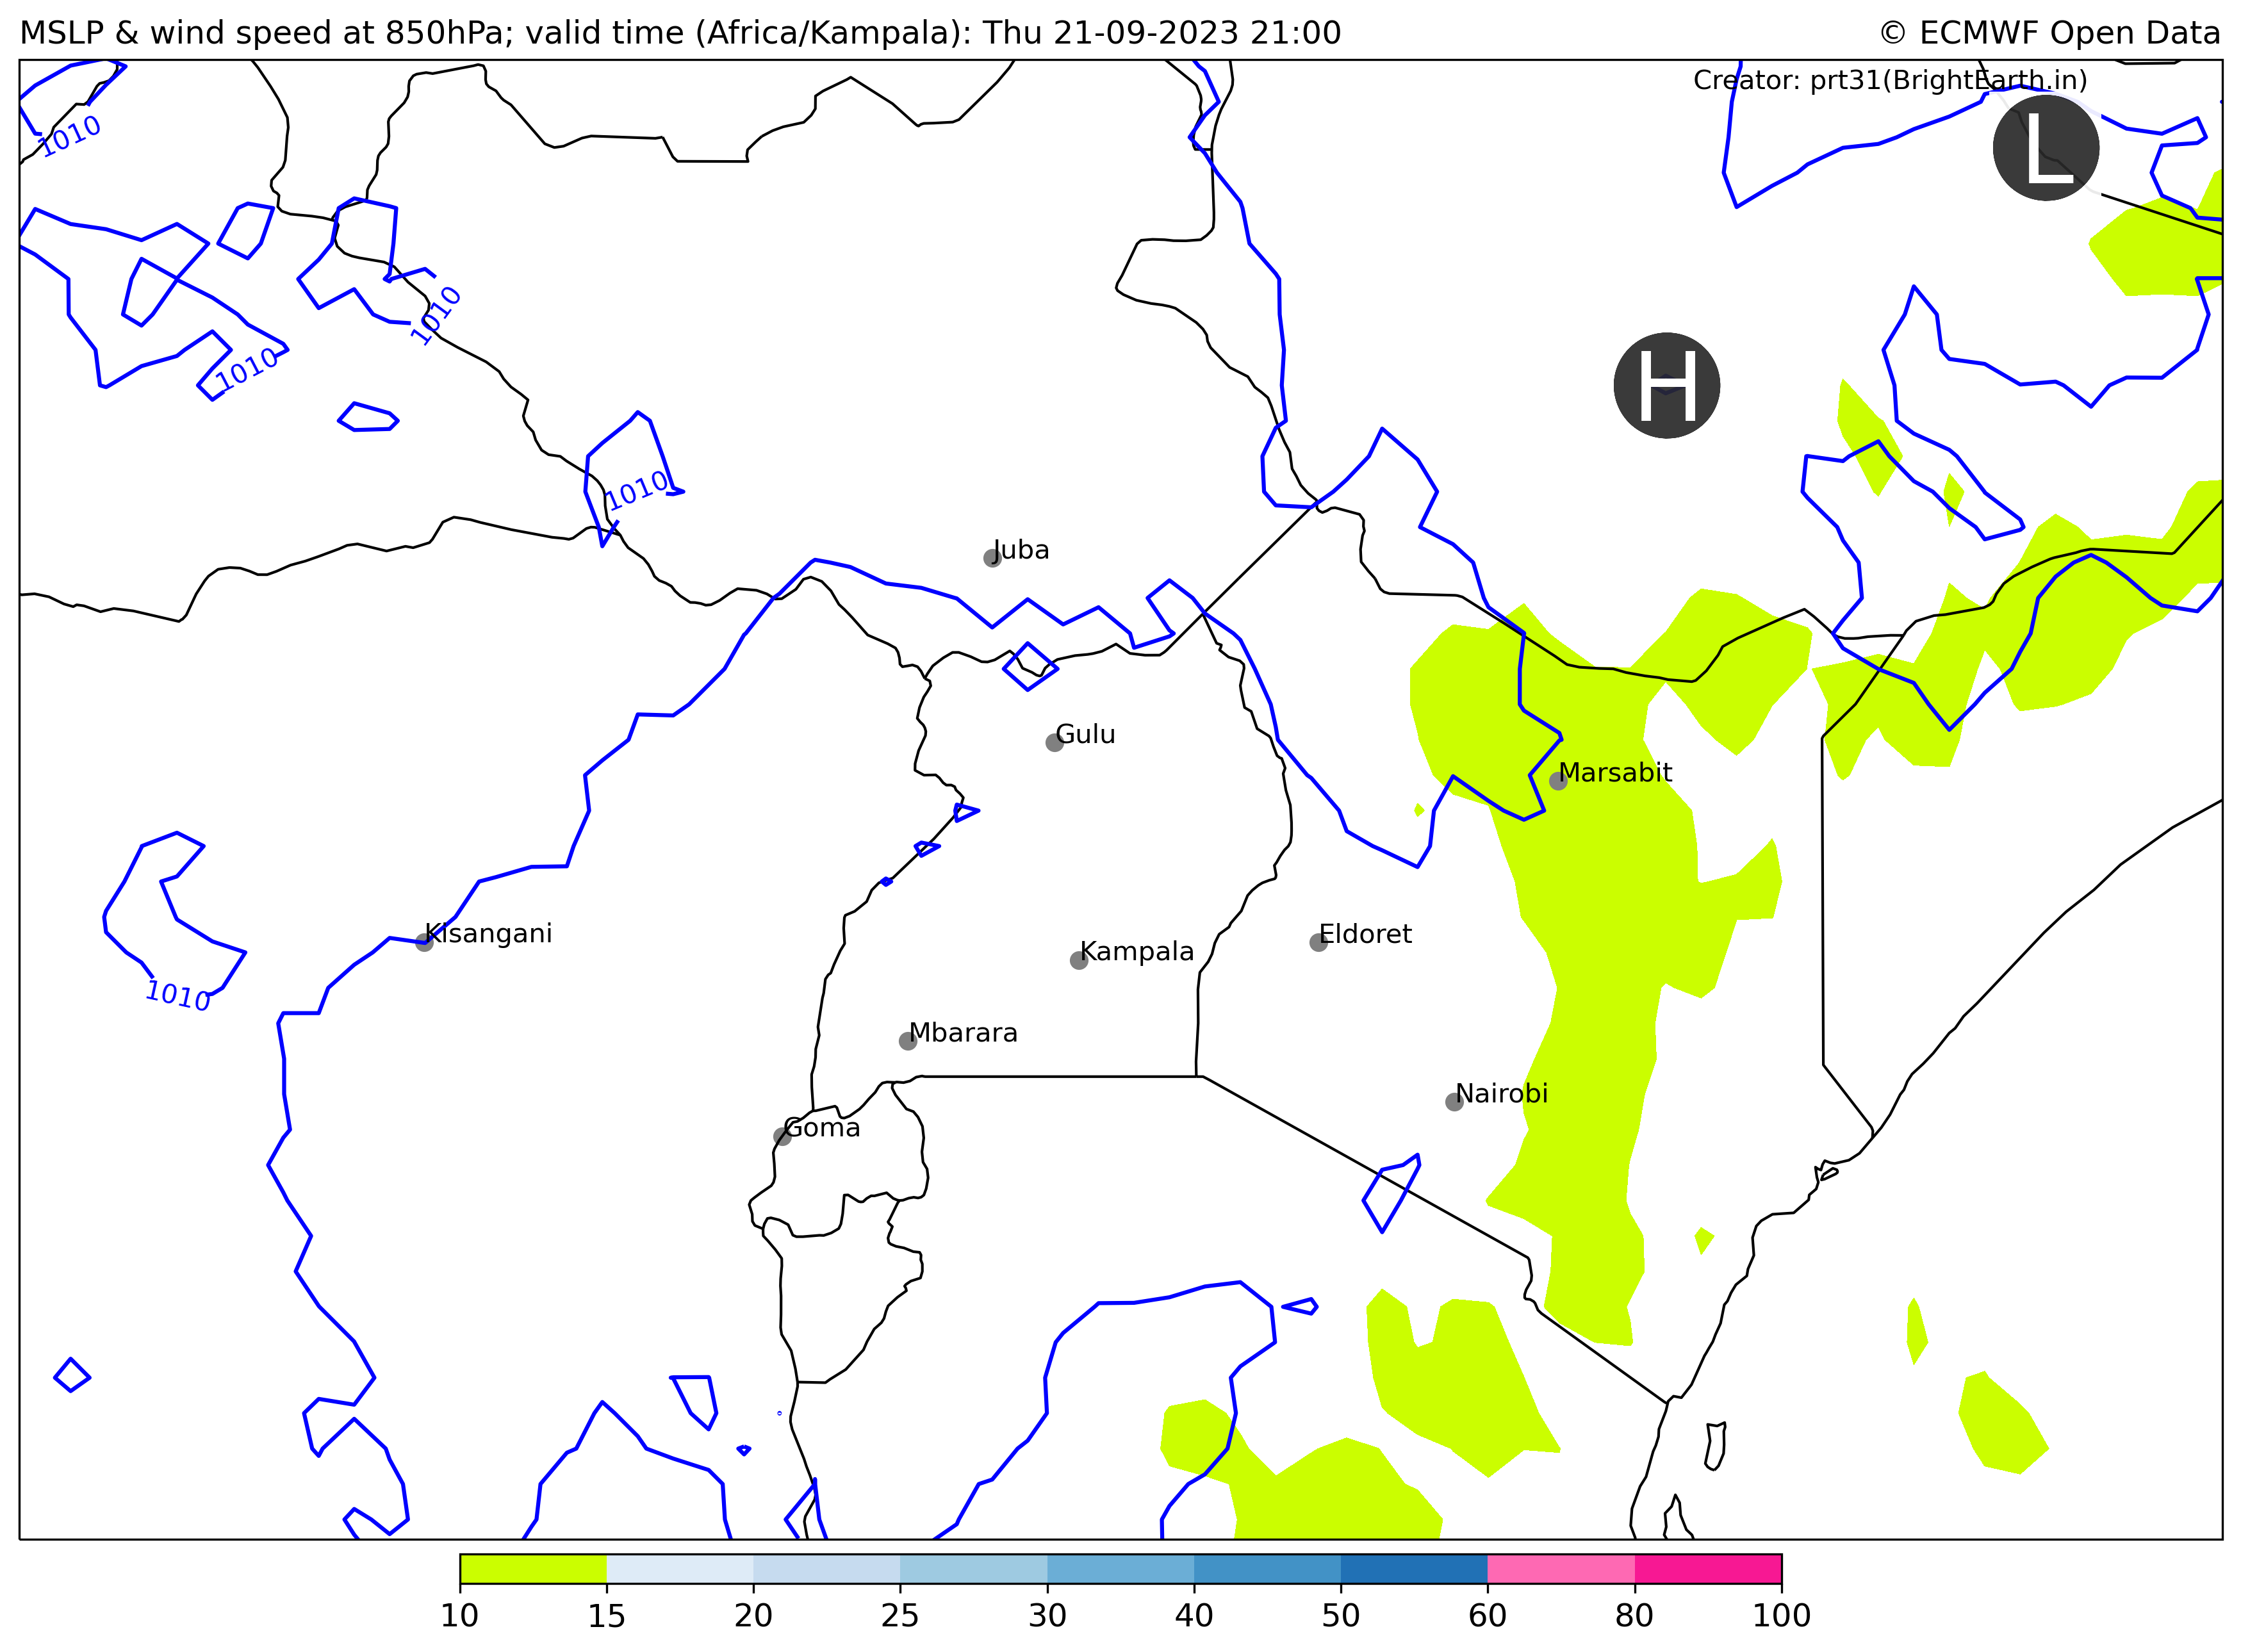 MSLP & wind speed at 850hPa; valid time (Africa/Kampala): Thu 21-09-2023 21:00
© ECMWF Open Data
Creator: prt31(BrightEarth.in)
1010
L
1010
1010
H
1010
Juba
Gulu
Marsabit
Kisangani
Eldoret
Kampala
1010
Mbarara
Nairobi
Goma
10 15 20 25 30 40 50 60 80 100